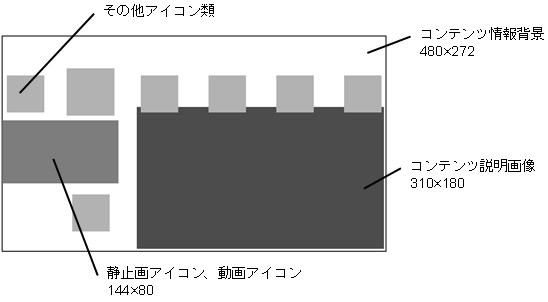 その他アイコン類
コンテンツ情報背景
480×272
コンテンツ説明画像
310×180
静止画アイコン、動画アイコン
144×80